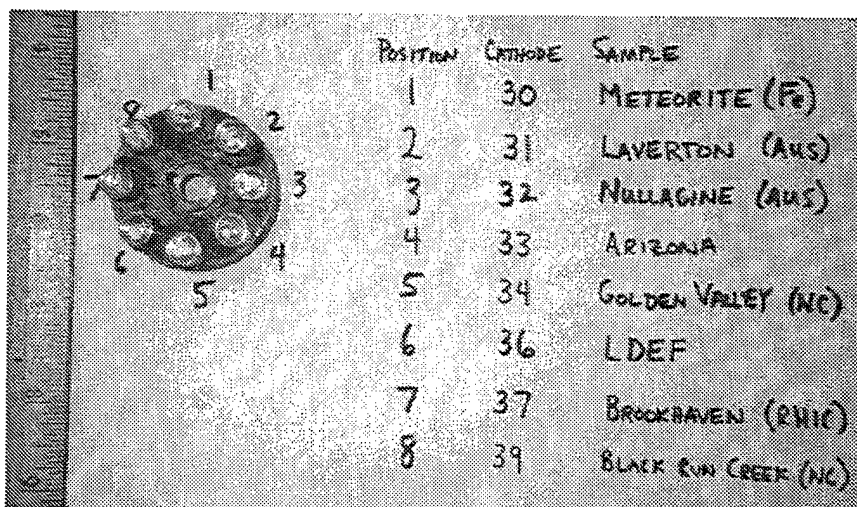 1
2
3
4
5
6
7
8
POSITION CATHODE SAMPLE
1 30 METEORITE (Fe)
2 31 LAVERTON (AUS)
3 32 NULLAGINE (AUS)
4 33 ARIZONA
5 34 GOLDEN VALLEY (NC)
6 36 LDEF
7 37 BROOKHAVEN (RHIC)
8 39 BLACK RUN CREEK (NC)